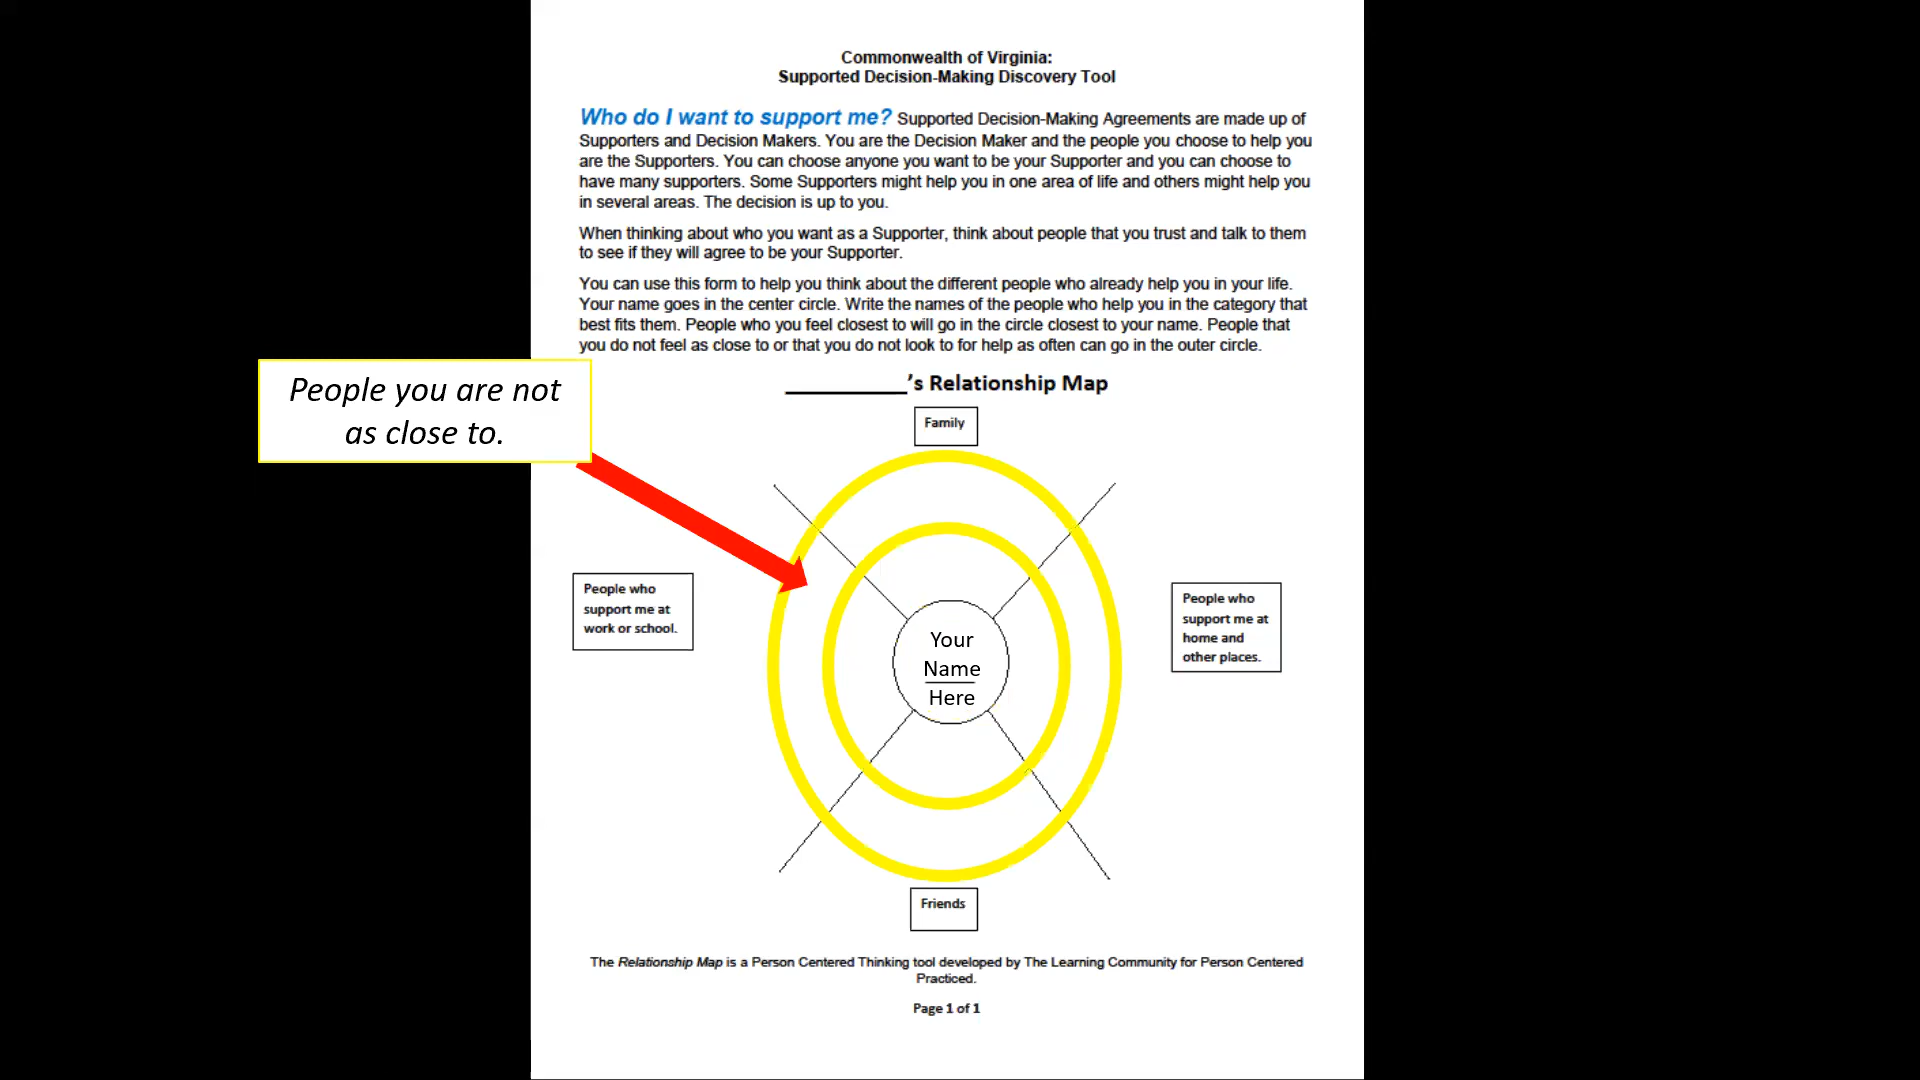 Commonwealth of Virginia:
Supported Decision-Making Discovery Tool
Who do I want to support me? Supported Decision-Making Agreements are made up of
Supporters and Decision Makers. You are the Decision Maker and the people you choose to help you
are the Supporters. You can choose anyone you want to be your Supporter and you can choose to
have many supporters. Some Supporters might help you in one area of life and others might help you
in several areas. The decision is up to you.
When thinking about who you want as a Supporter, think about people that you trust and talk to them
to see if they will agree to be your Supporter.
You can use this form to help you think about the different people who already help you in your life.
Your name goes in the center circle. Write the names of the people who help you in the category that
best fits them. People who you feel closest to will go in the circle closest to your name. People that
you do not feel as close to or that you do not look to for help as often can go in the outer circle.
People you are not
as close to.
__________'s Relationship Map
Family
People who
support me at
work or school.
Your
Name
Here
People who
support me at
home and
other places.
Friends
The Relationship Map is a Person Centered Thinking tool developed by The Learning Community for Person Centered
Practiced.
Page 1 of 1